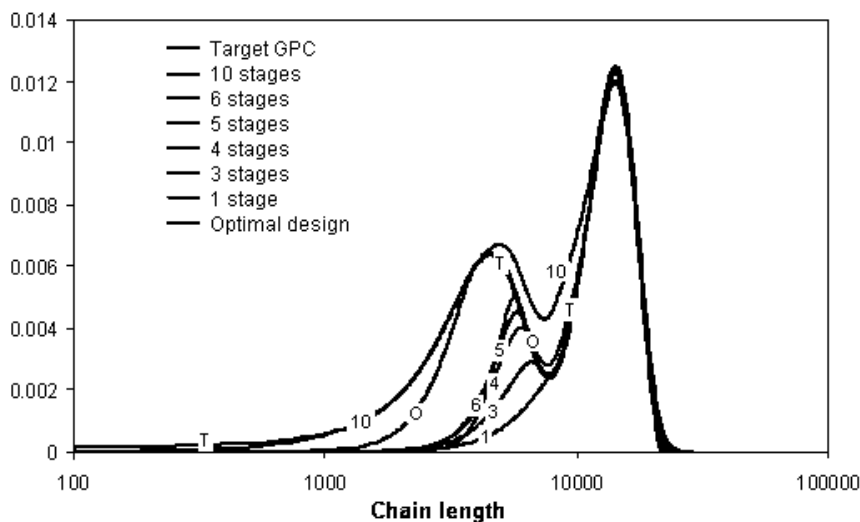 0.014
0.012
0.01
0.008
0.006
0.004
0.002
0
Target GPC
10 stages
6 stages
5 stages
4 stages
3 stages
1 stage
Optimal design
T
10
T
O
5
4
6
3
1
O
10
T
100
1000
10000
100000
Chain length